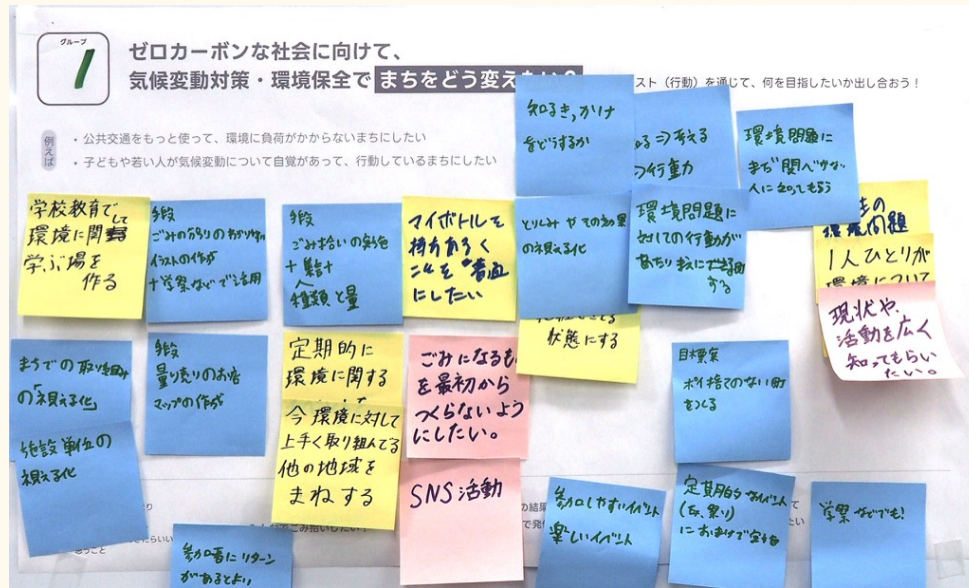 グループ
1
ゼロカーボンな社会に向けて、
気候変動対策・環境保全で まちをどう変えたい?
スト(行動)を通じて、何を目指したいか出し合おう!
例えば
・公共交通をもっと使って、環境に負荷がかからないまちにしたい
・子どもや若い人が気候変動について自覚があって、行動しているまちにしたい
知るきっかけ
をどうするか
⇒考える
⇒行動力
環境問題に
まだ関心がない
人に知ってもらう
学校教育で
環境に関して
学ぶ場を
作る
手段
ごみの分別のわかりやすい
イラストの作成
+学祭などで活用
手段
ごみ拾いの
+集計
種類と量
マイボトルを
持ちあるく
ことを"普通"
にしたい
とりくみやその効果
の視える化
環境問題に
対しての行動が
あたりまえに
する
環境問題
1人ひとりが
環境について
現状や、
活動を広く
知ってもらい
たい。
状態にする
まちでの取り組み
の「視える化」
手段
量り売りのお店
マップの作成
定期的に
環境に関する
ごみになるもの
を最初から
つくらないよう
にしたい。
目標案
ポイ捨てのない町
をつくる
施設単位の
視える化
今環境に対して
上手く取り組んでる
他の地域を
まねする
SNS活動
参加しやすいイベント
楽しいイベント
定期的なイベント
(ex. 祭り)
におまけで
学祭などでも!
参加者にリターン
があるとよい